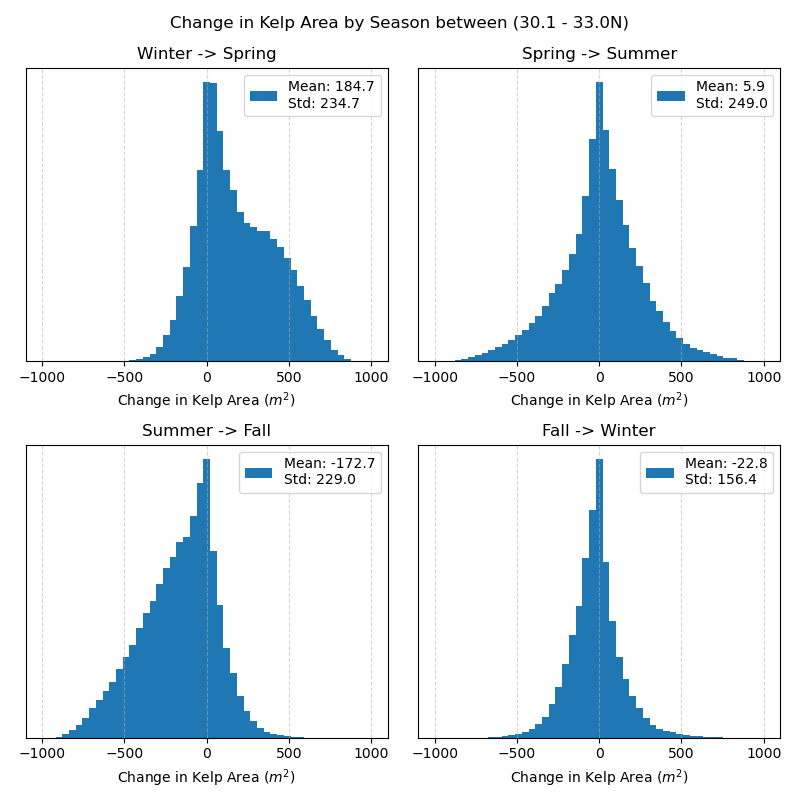 Change in Kelp Area by Season between (30.1 - 33.0N)
Winter -> Spring
Mean: 184.7
Std: 234.7
−1000 −500 0 500 1000
Change in Kelp Area (m²)
Spring -> Summer
Mean: 5.9
Std: 249.0
−1000 −500 0 500 1000
Change in Kelp Area (m²)
Summer -> Fall
Mean: -172.7
Std: 229.0
−1000 −500 0 500 1000
Change in Kelp Area (m²)
Fall -> Winter
Mean: -22.8
Std: 156.4
−1000 −500 0 500 1000
Change in Kelp Area (m²)